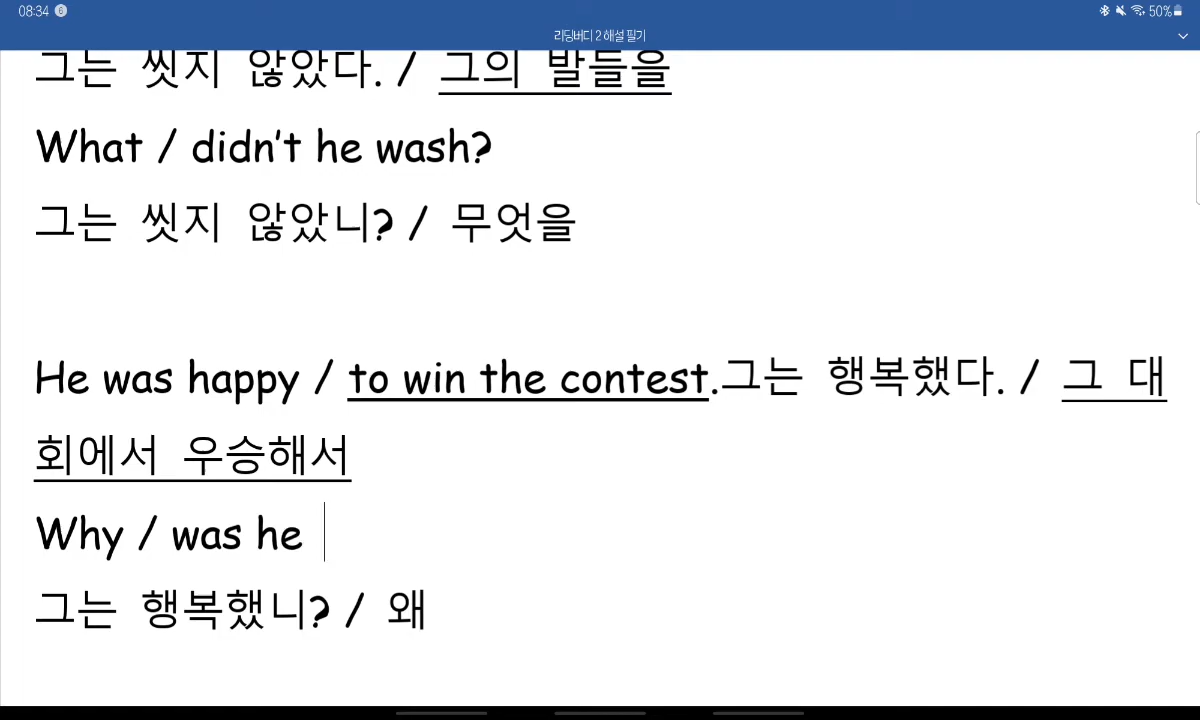 08:34 6 50%
리딩버디 2 해설 필기
그는 씻지 않았다. / 그의 발들을
What / didn't he wash?
그는 씻지 않았니? / 무엇을
He was happy / to win the contest.그는 행복했다. / 그 대
회에서 우승해서
Why / was he
그는 행복했니? / 왜